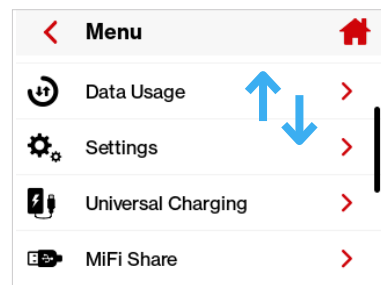 Menu
Data Usage
Settings
Universal Charging
MiFi Share